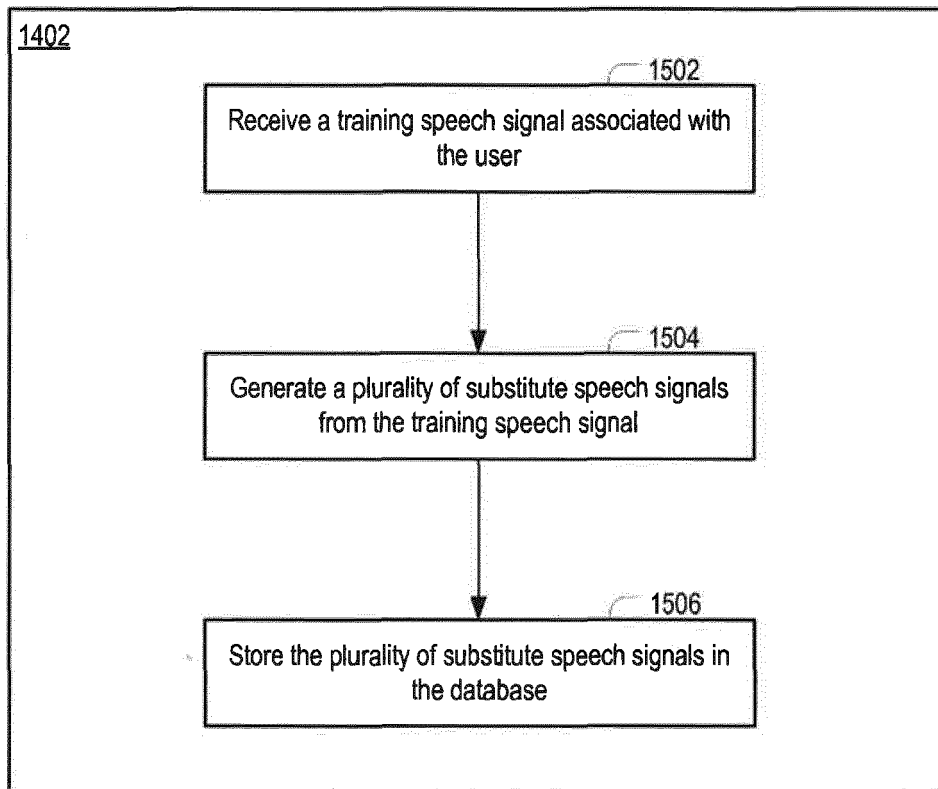 1402
1502
Receive a training speech signal associated with
the user
1504
Generate a plurality of substitute speech signals
from the training speech signal
1506
Store the plurality of substitute speech signals in
the database